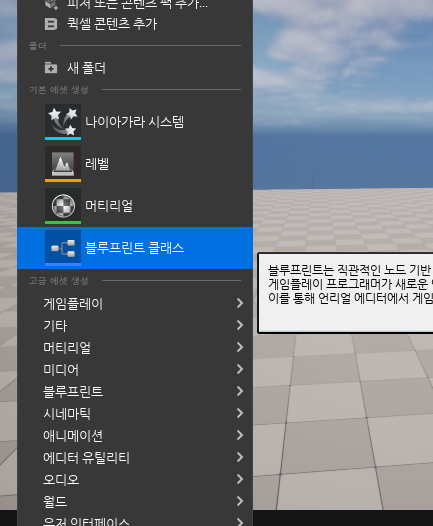 피처 또는 콘텐츠 팩 추가...
퀵셀 콘텐츠 추가
폴더
새 폴더
기본 에셋 생성
나이아가라 시스템
레벨
머티리얼
블루프린트 클래스
블루프린트는 직관적인 노드 기반
게임플레이 프로그래머가 새로운
이를 통해 언리얼 에디터에서 게임
고급 에셋 생성
게임플레이
기타
머티리얼
미디어
블루프린트
시네마틱
애니메이션
에디터 유틸리티
오디오
월드
유저 인터페이스